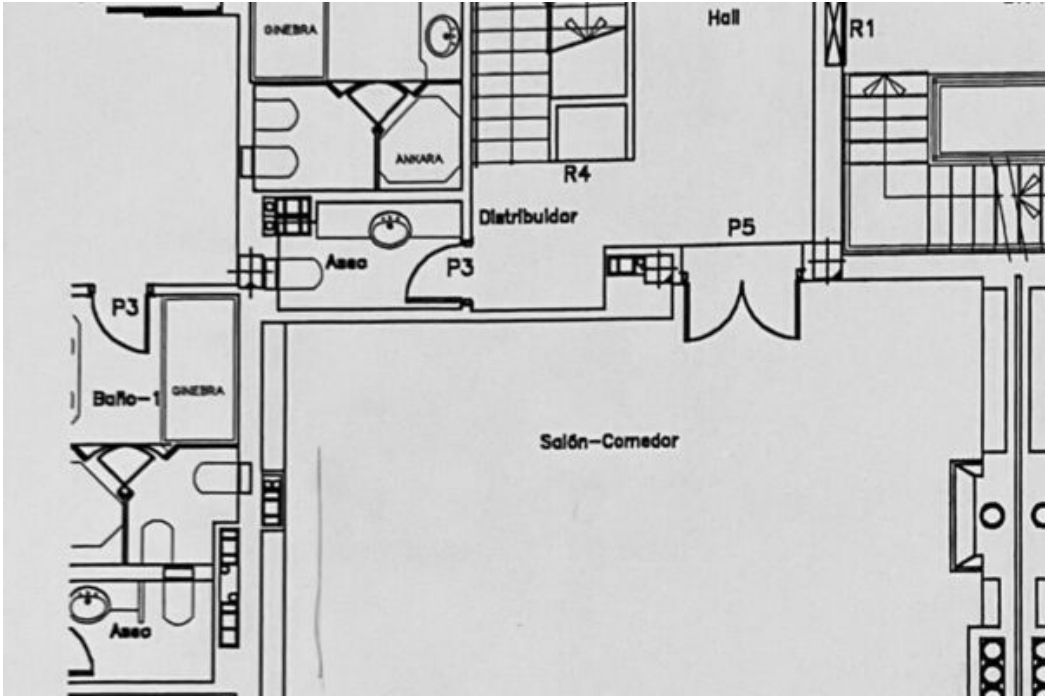 Hall
GINEBRA
R1
ANKARA
R4
Distribuidor
P5
Aseo
P3
P3
Baño-1
GINEBRA
Salón-Comedor
Aseo